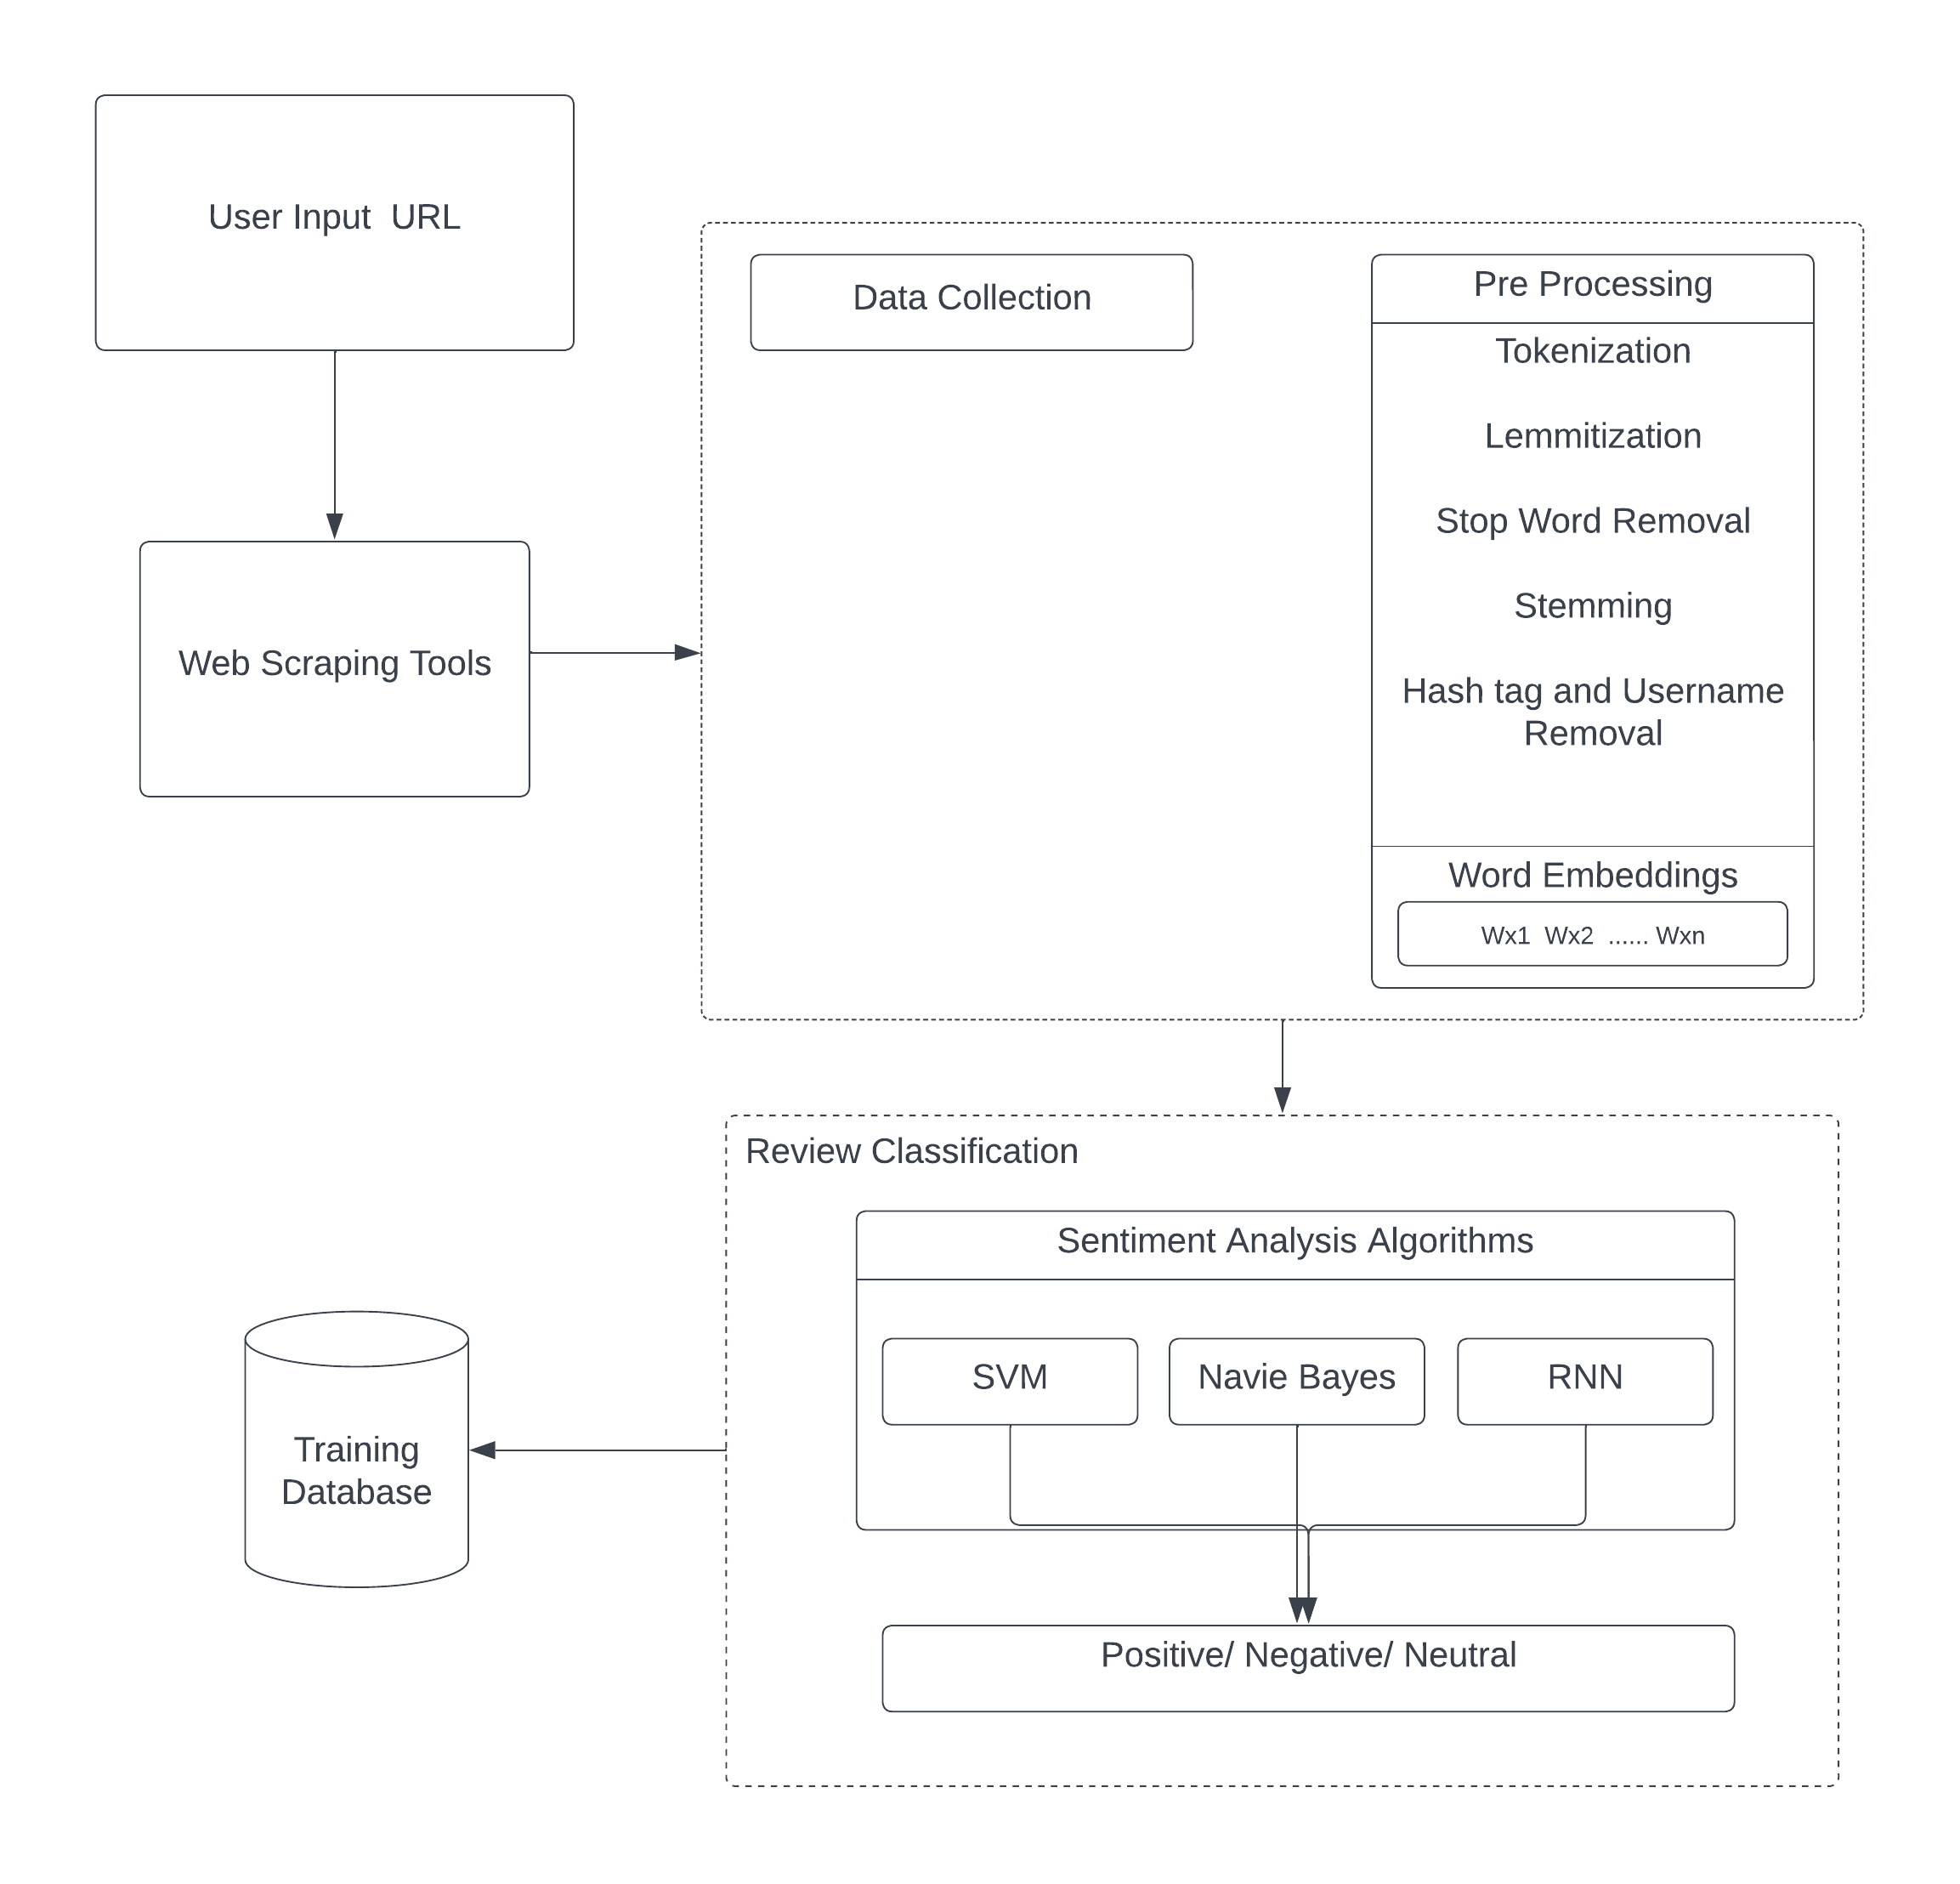 User Input  URL
Web Scraping Tools
Data Collection
Pre Processing
Tokenization
Lemmitization
Stop Word Removal
Stemming
Hash tag and Username
Removal
Word Embeddings
Wx1  Wx2  ...... Wxn
Review Classification
Sentiment Analysis Algorithms
SVM
Navie Bayes
RNN
Positive/ Negative/ Neutral
Training
Database